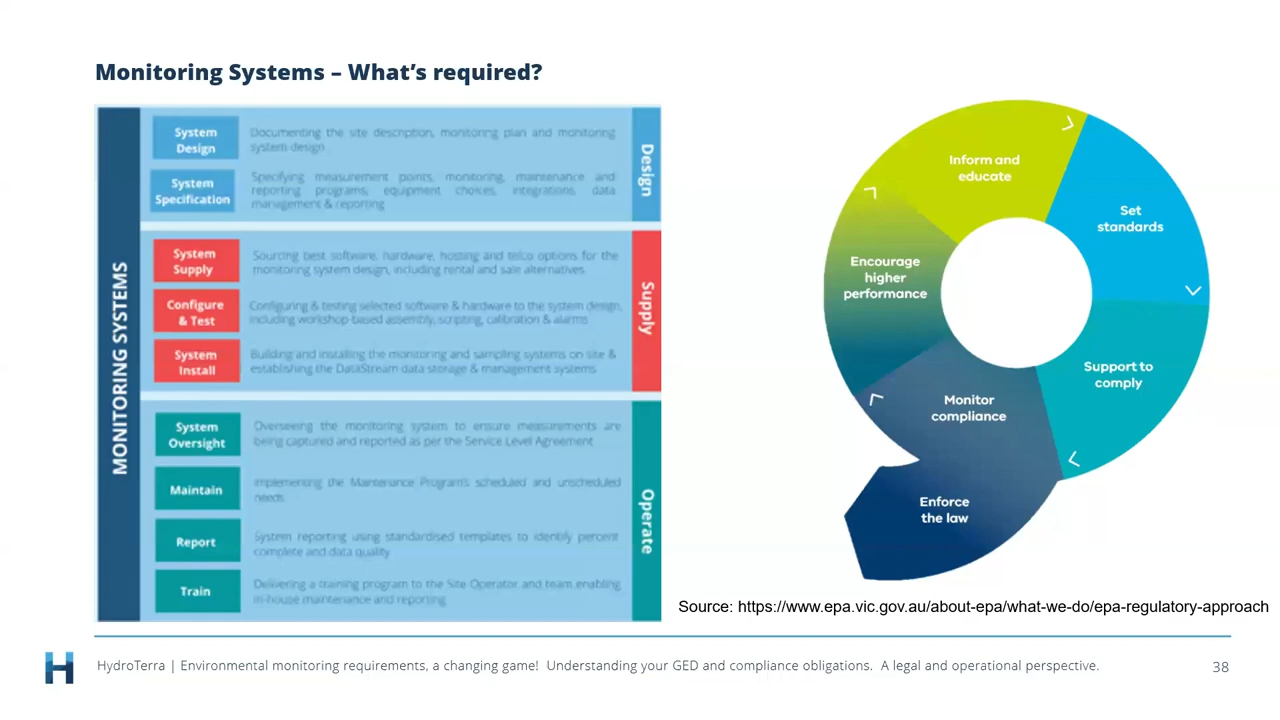 Monitoring Systems – What’s required?
MONITORING SYSTEMS
System
Design
Documenting the site description, monitoring plan and monitoring
system design
System
Specification
Specifying measurement points, monitoring, maintenance and
reporting programs, equipment choices, integrations, data
management & reporting
Design
System
Supply
Sourcing best software, hardware, hosting and telco options for the
monitoring system design, including rental and sale alternatives.
Configure
& Test
Configuring & testing selected software & hardware to the system design,
including workshop based assembly, scripting, calibration & alarms
System
Install
Building and installing the monitoring and sampling systems on site &
establishing the DataStream data storage & management systems
Supply
System
Oversight
Overseeing the monitoring system to ensure measurements are
being captured and reported as per the Service Level Agreement
Maintain
Implementing the Maintenance Program's scheduled and unscheduled
needs.
Report
System reporting using standardised templates to identify percent
complete and data quality
Train
Delivering a training program to the Site Operator and team enabling
in-house maintenance and reporting
Operate
Inform and
educate
Set
standards
Support to
comply
Monitor
compliance
Encourage
higher
performance
Enforce
the law
Source: https://www.epa.vic.gov.au/about-epa/what-we-do/epa-regulatory-approach
HydroTerra | Environmental monitoring requirements, a changing game! Understanding your GED and compliance obligations. A legal and operational perspective.
38